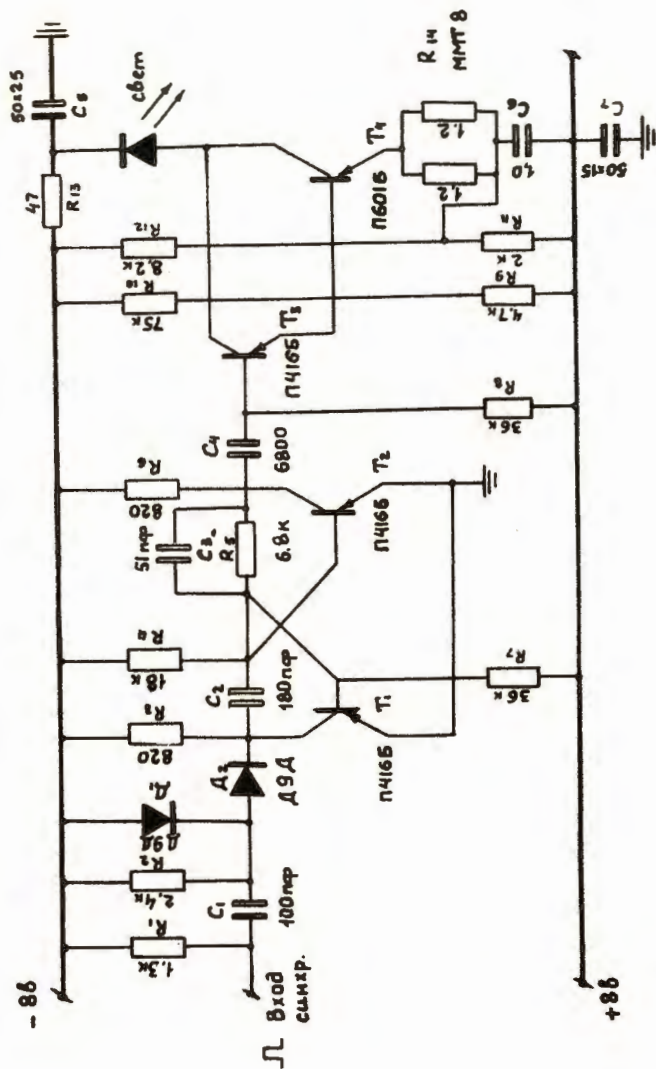 50x25
C5
свет
47
R13
-8в
1.3к
R1
2,4к
R2
Д9Д
Д1
820
R3
18к
R4
51пф
C3
820
R6
75к
R10
8,2к
R12
Вход
синхр.
C1
100пф
Д2
Д9Д
C2
180пф
R5
6.8к
C4
6800
T3
П416Б
T4
П601Б
R14
ММТ8
1.2
1.2
T1
П416Б
T2
П416Б
R7
36к
R8
36к
R9
4,7к
R11
2к
C6
1,0
C7
50x15
+8в